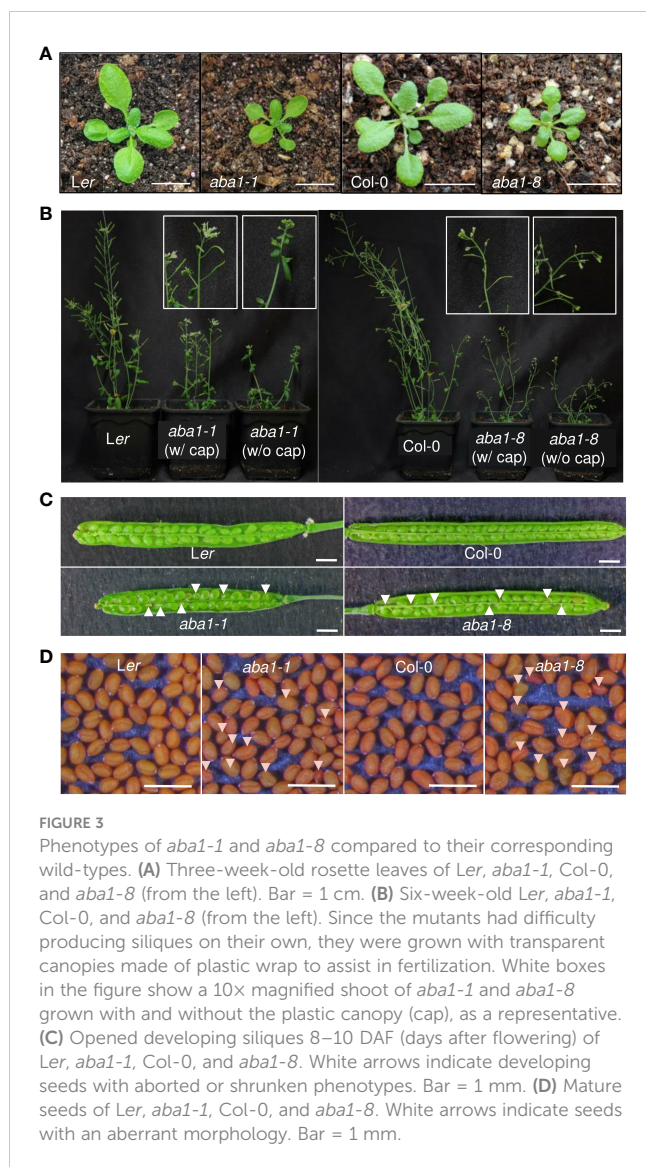 A
Ler
aba1-1
Col-0
aba1-8
B
Ler
aba1-1
(w/ cap)
aba1-1
(w/o cap)
Col-0
aba1-8
(w/ cap)
aba1-8
(w/o cap)
C
Ler
Col-0
aba1-1
aba1-8
D
Ler
aba1-1
Col-0
aba1-8
FIGURE 3
Phenotypes of aba1-1 and aba1-8 compared to their corresponding
wild-types. (A) Three-week-old rosette leaves of Ler, aba1-1, Col-0,
and aba1-8 (from the left). Bar = 1 cm. (B) Six-week-old Ler, aba1-1,
Col-0, and aba1-8 (from the left). Since the mutants had difficulty
producing siliques on their own, they were grown with transparent
canopies made of plastic wrap to assist in fertilization. White boxes
in the figure show a 10× magnified shoot of aba1-1 and aba1-8
grown with and without the plastic canopy (cap), as a representative.
(C) Opened developing siliques 8–10 DAF (days after flowering) of
Ler, aba1-1, Col-0, and aba1-8. White arrows indicate developing
seeds with aborted or shrunken phenotypes. Bar = 1 mm. (D) Mature
seeds of Ler, aba1-1, Col-0, and aba1-8. White arrows indicate seeds
with an aberrant morphology. Bar = 1 mm.